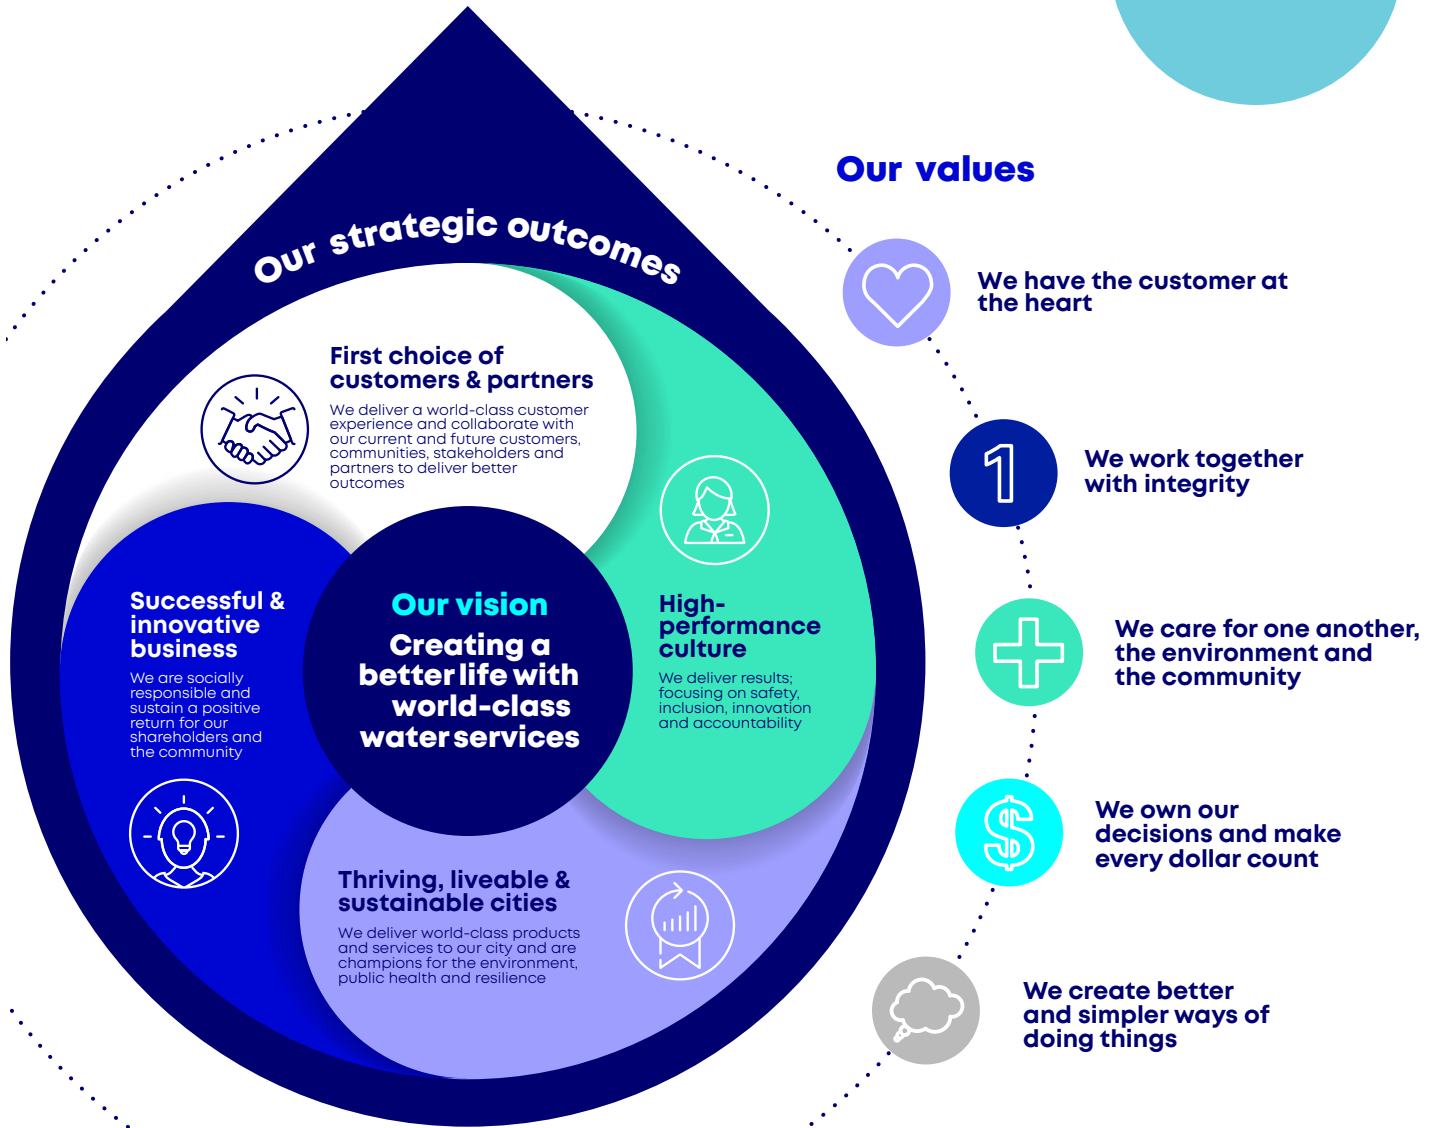 Our strategic outcomes
First choice of
customers & partners
We deliver a world-class customer
experience and collaborate with
our current and future customers,
communities, stakeholders and
partners to deliver better
outcomes
High-
performance
culture
We deliver results;
focusing on safety,
inclusion, innovation
and accountability
Successful &
innovative
business
We are socially
responsible and
sustain a positive
return for our
shareholders and
the community
Our vision
Creating a
better life with
world-class
water services
Thriving, liveable &
sustainable cities
We deliver world-class products
and services to our city and are
champions for the environment,
public health and resilience
Our values
We have the customer at
the heart
1
We work together
with integrity
We care for one another,
the environment and
the community
$
We own our
decisions and make
every dollar count
We create better
and simpler ways of
doing things